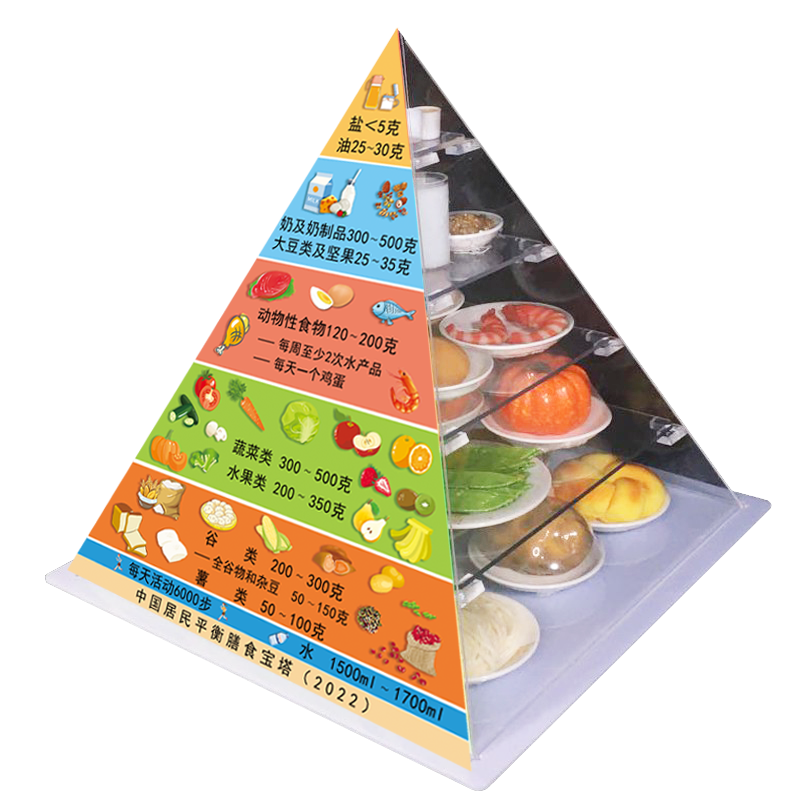 盐<5克
油25~30克
奶及奶制品300~500克
大豆类及坚果25~35克
动物性食物120~200克
—每周至少2次水产品
—每天一个鸡蛋
蔬菜类 300~500克
水果类 200~350克
谷 类 200~300克
—全谷物和杂豆 50~150克
薯 类 50~100克
每天活动6000步
水 1500ml~1700ml
中国居民平衡膳食宝塔(2022)